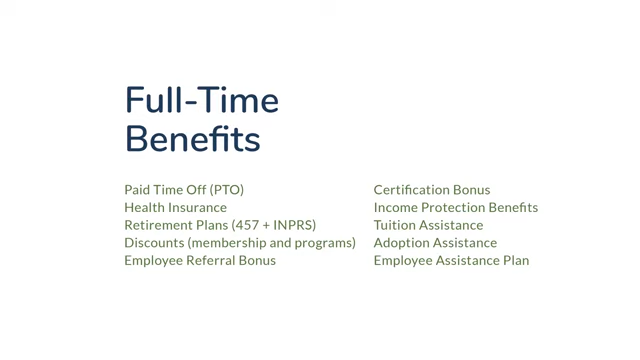 Full-Time
Benefits
Paid Time Off (PTO)
Health Insurance
Retirement Plans (457 + INPRS)
Discounts (membership and programs)
Employee Referral Bonus
Certification Bonus
Income Protection Benefits
Tuition Assistance
Adoption Assistance
Employee Assistance Plan